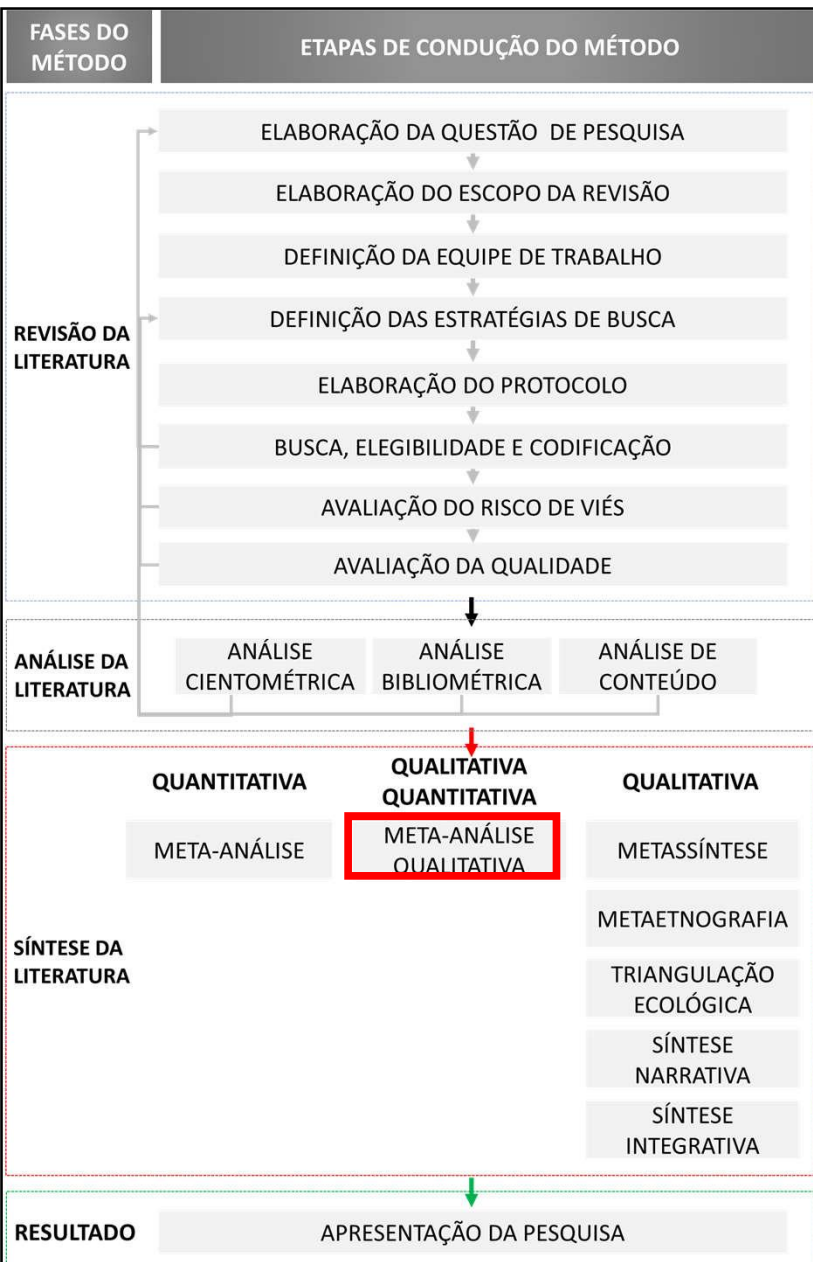 FASES DO
MÉTODO
ETAPAS DE CONDUÇÃO DO MÉTODO
ELABORAÇÃO DA QUESTÃO DE PESQUISA
ELABORAÇÃO DO ESCOPO DA REVISÃO
DEFINIÇÃO DA EQUIPE DE TRABALHO
REVISÃO DA
LITERATURA
DEFINIÇÃO DAS ESTRATÉGIAS DE BUSCA
ELABORAÇÃO DO PROTOCOLO
BUSCA, ELEGIBILIDADE E CODIFICAÇÃO
AVALIAÇÃO DO RISCO DE VIÉS
AVALIAÇÃO DA QUALIDADE
ANÁLISE DA
LITERATURA
ANÁLISE
CIENTOMÉTRICA
ANÁLISE
BIBLIOMÉTRICA
ANÁLISE DE
CONTEÚDO
QUANTITATIVA
QUALITATIVA
QUANTITATIVA
QUALITATIVA
META-ANÁLISE
META-ANÁLISE
QUALITATIVA
METASSÍNTESE
METAETNOGRAFIA
SÍNTESE DA
LITERATURA
TRIANGULAÇÃO
ECOLÓGICA
SÍNTESE
NARRATIVA
SÍNTESE
INTEGRATIVA
RESULTADO
APRESENTAÇÃO DA PESQUISA